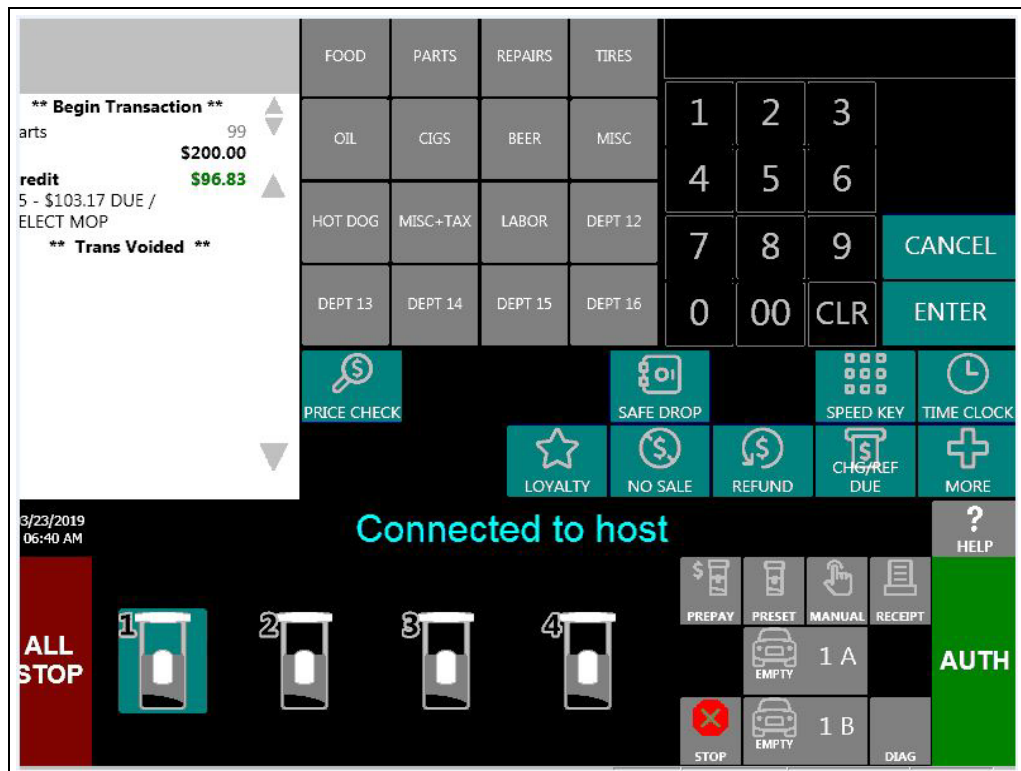 FOOD PARTS REPAIRS TIRES
OIL CIGS BEER MISC
HOT DOG MISC+TAX LABOR DEPT 12
DEPT 13 DEPT 14 DEPT 15 DEPT 16
** Begin Transaction **
arts 99
$200.00
redit $96.83
5 - $103.17 DUE /
ELECT MOP
** Trans Voided **
1 2 3
4 5 6
7 8 9 CANCEL
0 00 CLR ENTER
PRICE CHECK SAFE DROP SPEED KEY TIME CLOCK
LOYALTY NO SALE REFUND CHG/REF DUE MORE
3/23/2019
06:40 AM
Connected to host
? HELP
ALL
STOP
1 2 3 4
PREPAY PRESET MANUAL RECEIPT
EMPTY 1 A
STOP EMPTY 1 B DIAG
AUTH